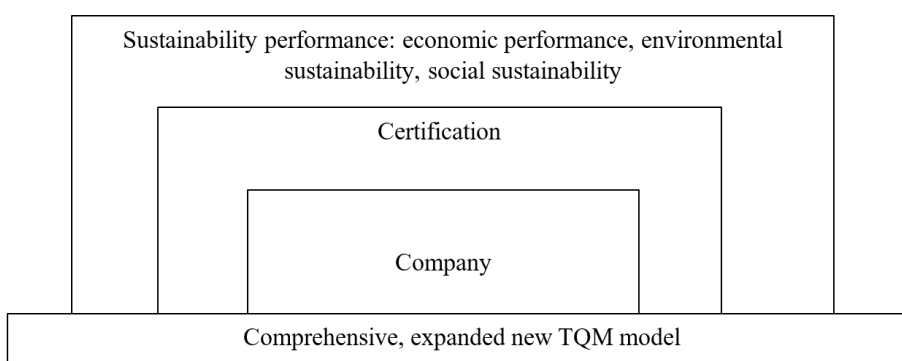 Sustainability performance: economic performance, environmental
sustainability, social sustainability
Certification
Company
Comprehensive, expanded new TQM model